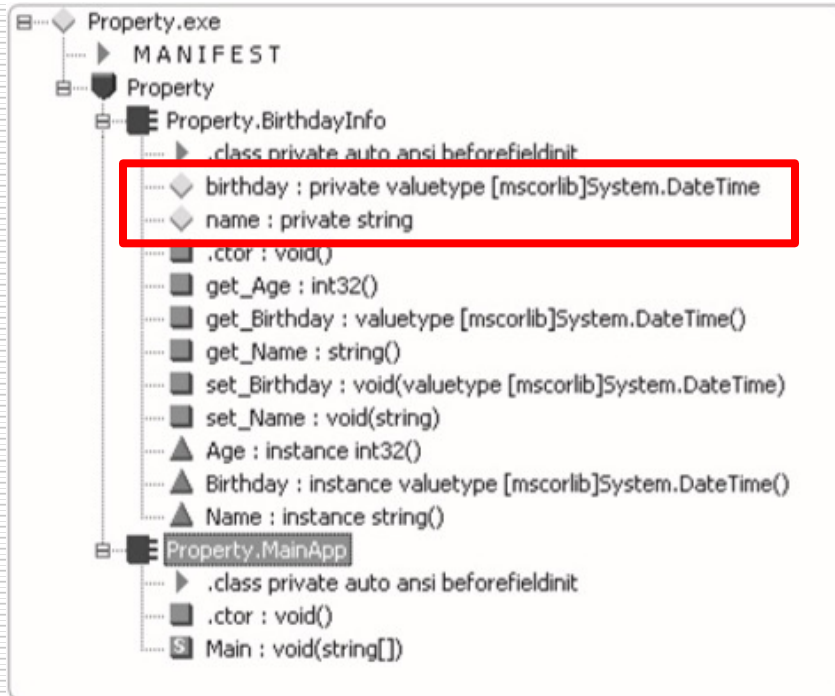 Property.exe
MANIFEST
Property
Property.BirthdayInfo
.class private auto ansi beforefieldinit
birthday : private valuetype [mscorlib]System.DateTime
name : private string
.ctor : void()
get_Age : int32()
get_Birthday : valuetype [mscorlib]System.DateTime()
get_Name : string()
set_Birthday : void(valuetype [mscorlib]System.DateTime)
set_Name : void(string)
Age : instance int32()
Birthday : instance valuetype [mscorlib]System.DateTime()
Name : instance string()
Property.MainApp
.class private auto ansi beforefieldinit
.ctor : void()
S Main : void(string[])